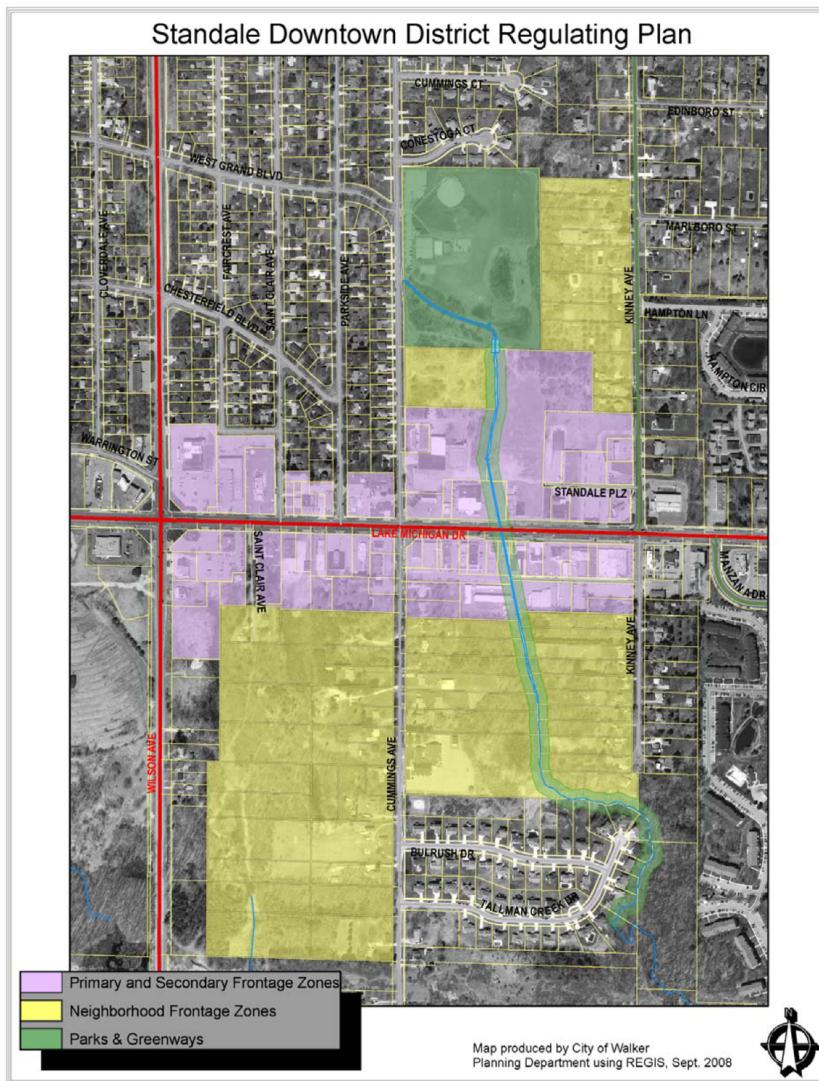 Standale Downtown District Regulating Plan
CUMMINGS CT
EDINBORO ST
CONESTOGA CT
WEST GRAND BLVD
CLOVERDALE AVE
FAIRCREST AVE
SAINT CLAIR AVE
PARKSIDE AVE
KINNEY AVE
MARLBORO ST
CHESTERFIELD BLVD
HAMPTON LN
HAMPTON CIR
WARRINGTON ST
STANDALE PLZ
LAKE MICHIGAN DR
SAINT CLAIR AVE
MANZANA DR
KINNEY AVE
WILSON AVE
CUMMINGS AVE
BULRUSH DR
TALLMAN CREEK DR
Primary and Secondary Frontage Zones
Neighborhood Frontage Zones
Parks & Greenways
Map produced by City of Walker
Planning Department using REGIS, Sept. 2008
N